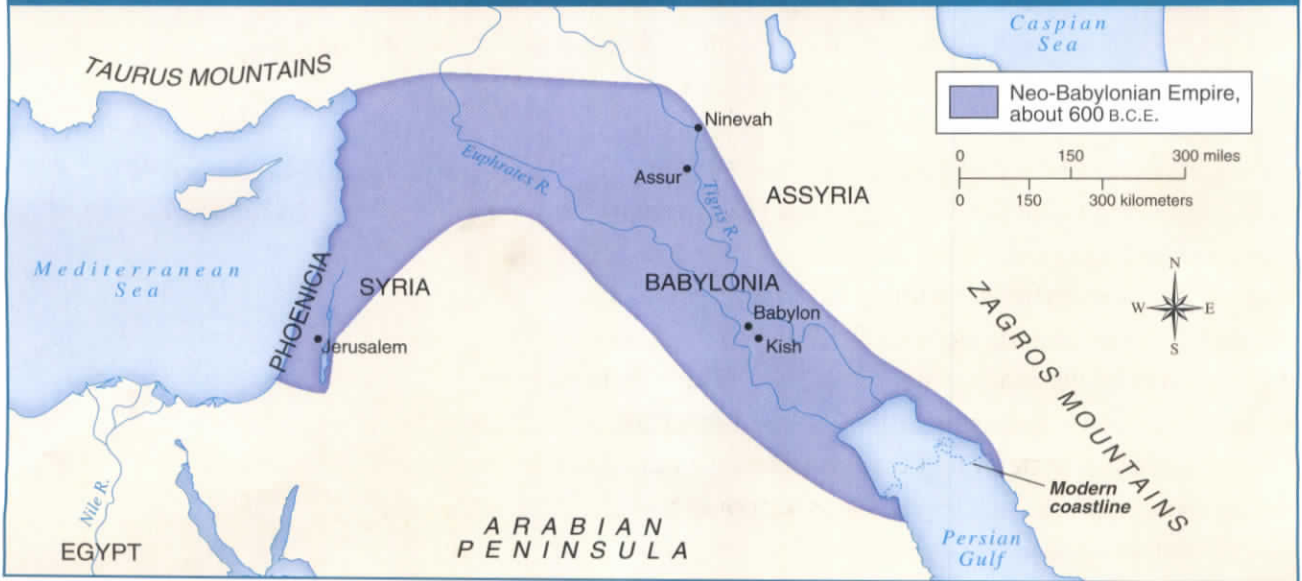 Caspian
Sea
TAURUS MOUNTAINS
Neo-Babylonian Empire,
about 600 B.C.E.
0 150 300 miles
0 150 300 kilometers
Ninevah
Euphrates R.
Assur
Tigris R.
ASSYRIA
Mediterranean
Sea
PHOENICIA
SYRIA
BABYLONIA
Babylon
Kish
Jerusalem
N
W E
S
ZAGROS MOUNTAINS
Modern
coastline
Nile R.
EGYPT
ARABIAN
PENINSULA
Persian
Gulf